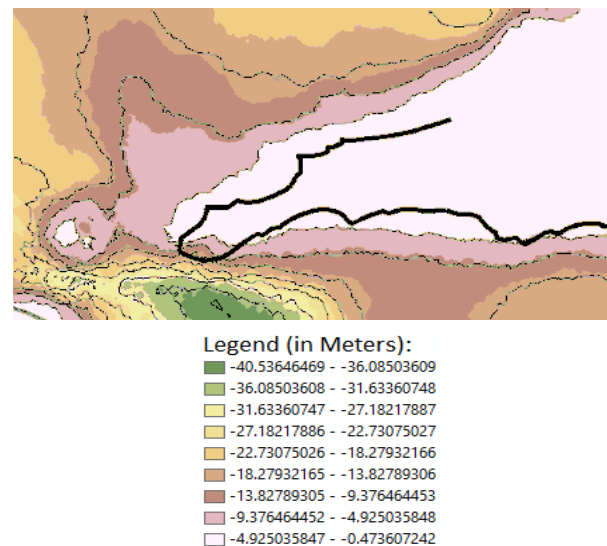 Legend (in Meters):
-40.53646469 - -36.08503609
-36.08503608 - -31.63360748
-31.63360747 - -27.18217887
-27.18217886 - -22.73075027
-22.73075026 - -18.27932166
-18.27932165 - -13.82789306
-13.82789305 - -9.376464453
-9.376464452 - -4.925035848
-4.925035847 - -0.473607242